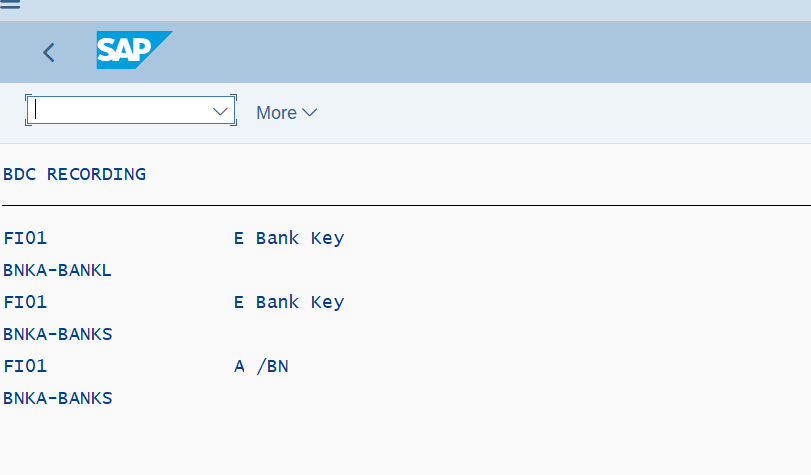 SAP
More
BDC RECORDING
FI01 E Bank Key
BNKA-BANKL
FI01 E Bank Key
BNKA-BANKS
FI01 A /BN
BNKA-BANKS